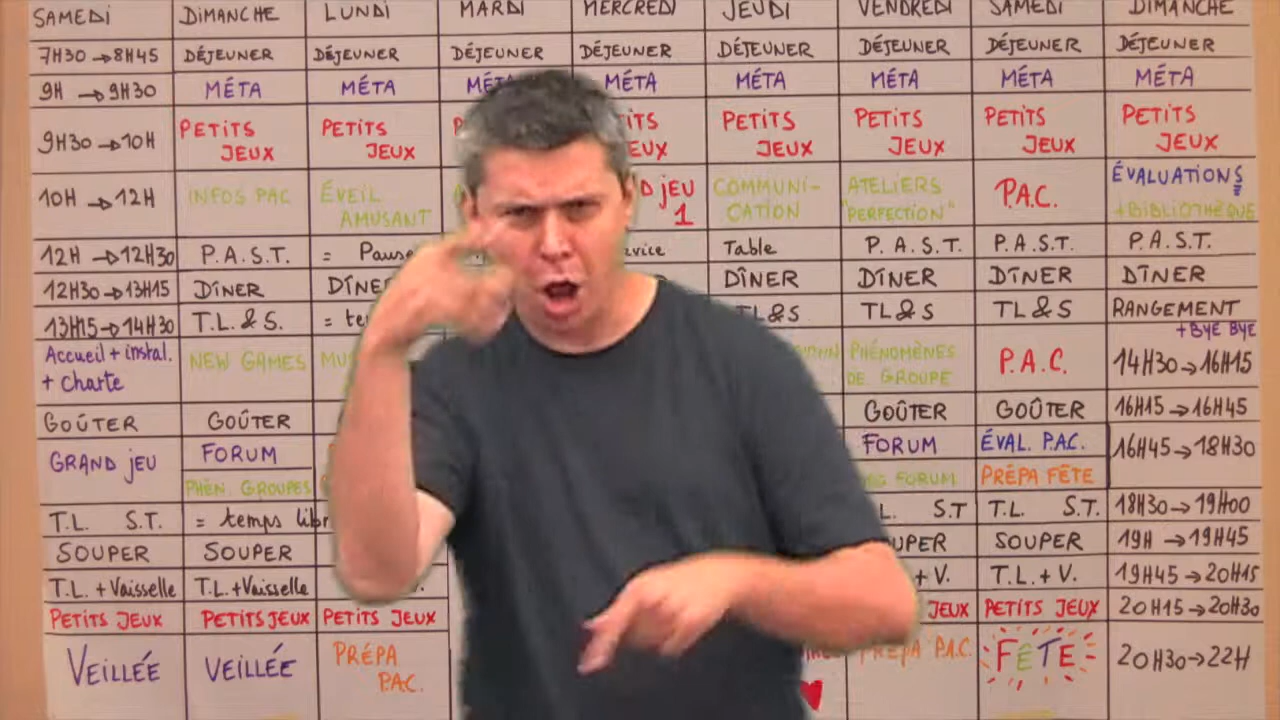 SAMEDI DIMANCHE LUNDI MARDI MERCREDI JEUDI VENDREDI SAMEDI DIMANCHE
7H30 → 8H45 DÉJEUNER DÉJEUNER DÉJEUNER DÉJEUNER DÉJEUNER DÉJEUNER DÉJEUNER DÉJEUNER
9H → 9H30 MÉTA MÉTA MÉTA MÉTA MÉTA MÉTA MÉTA
9H30 → 10H PETITS JEUX PETITS JEUX PETITS JEUX PETITS JEUX PETITS JEUX PETITS JEUX
10H → 12H INFOS PAC ÉVEIL AMUSANT JEU 1 COMMUNI-CATION ATELIERS "PERFECTION" P.A.C. ÉVALUATIONS + BIBLIOTHÈQUE
12H → 12H30 P.A.S.T. = Pause Table P.A.S.T. P.A.S.T. P.A.S.T.
12H30 → 13H15 DÎNER DÎNER DÎNER DÎNER DÎNER
13H15 → 14H30 T.L.&S. = TL&S TL&S TL&S RANGEMENT + BYE BYE
Accueil + instal. + Charte NEW GAMES PHÉNOMÈNES DE GROUPE P.A.C. 14H30 → 16H15
GOÛTER GOÛTER GOÛTER GOÛTER 16H15 → 16H45
GRAND JEU FORUM FORUM ÉVAL. P.A.C. 16H45 → 18H30
PHÉN. GROUPES FORUM PRÉPA FÊTE
T.L. S.T. = temps S.T T.L. S.T. 18H30 → 19H00
SOUPER SOUPER SOUPER 19H → 19H45
T.L. + Vaisselle T.L. + Vaisselle + V. T.L. + V. 19H45 → 20H15
PETITS JEUX PETITS JEUX PETITS JEUX JEUX PETITS JEUX 20H15 → 20H30
VEILLÉE VEILLÉE PRÉPA P.A.C. PRÉPA P.A.C. FÊTE 20H30 → 22H